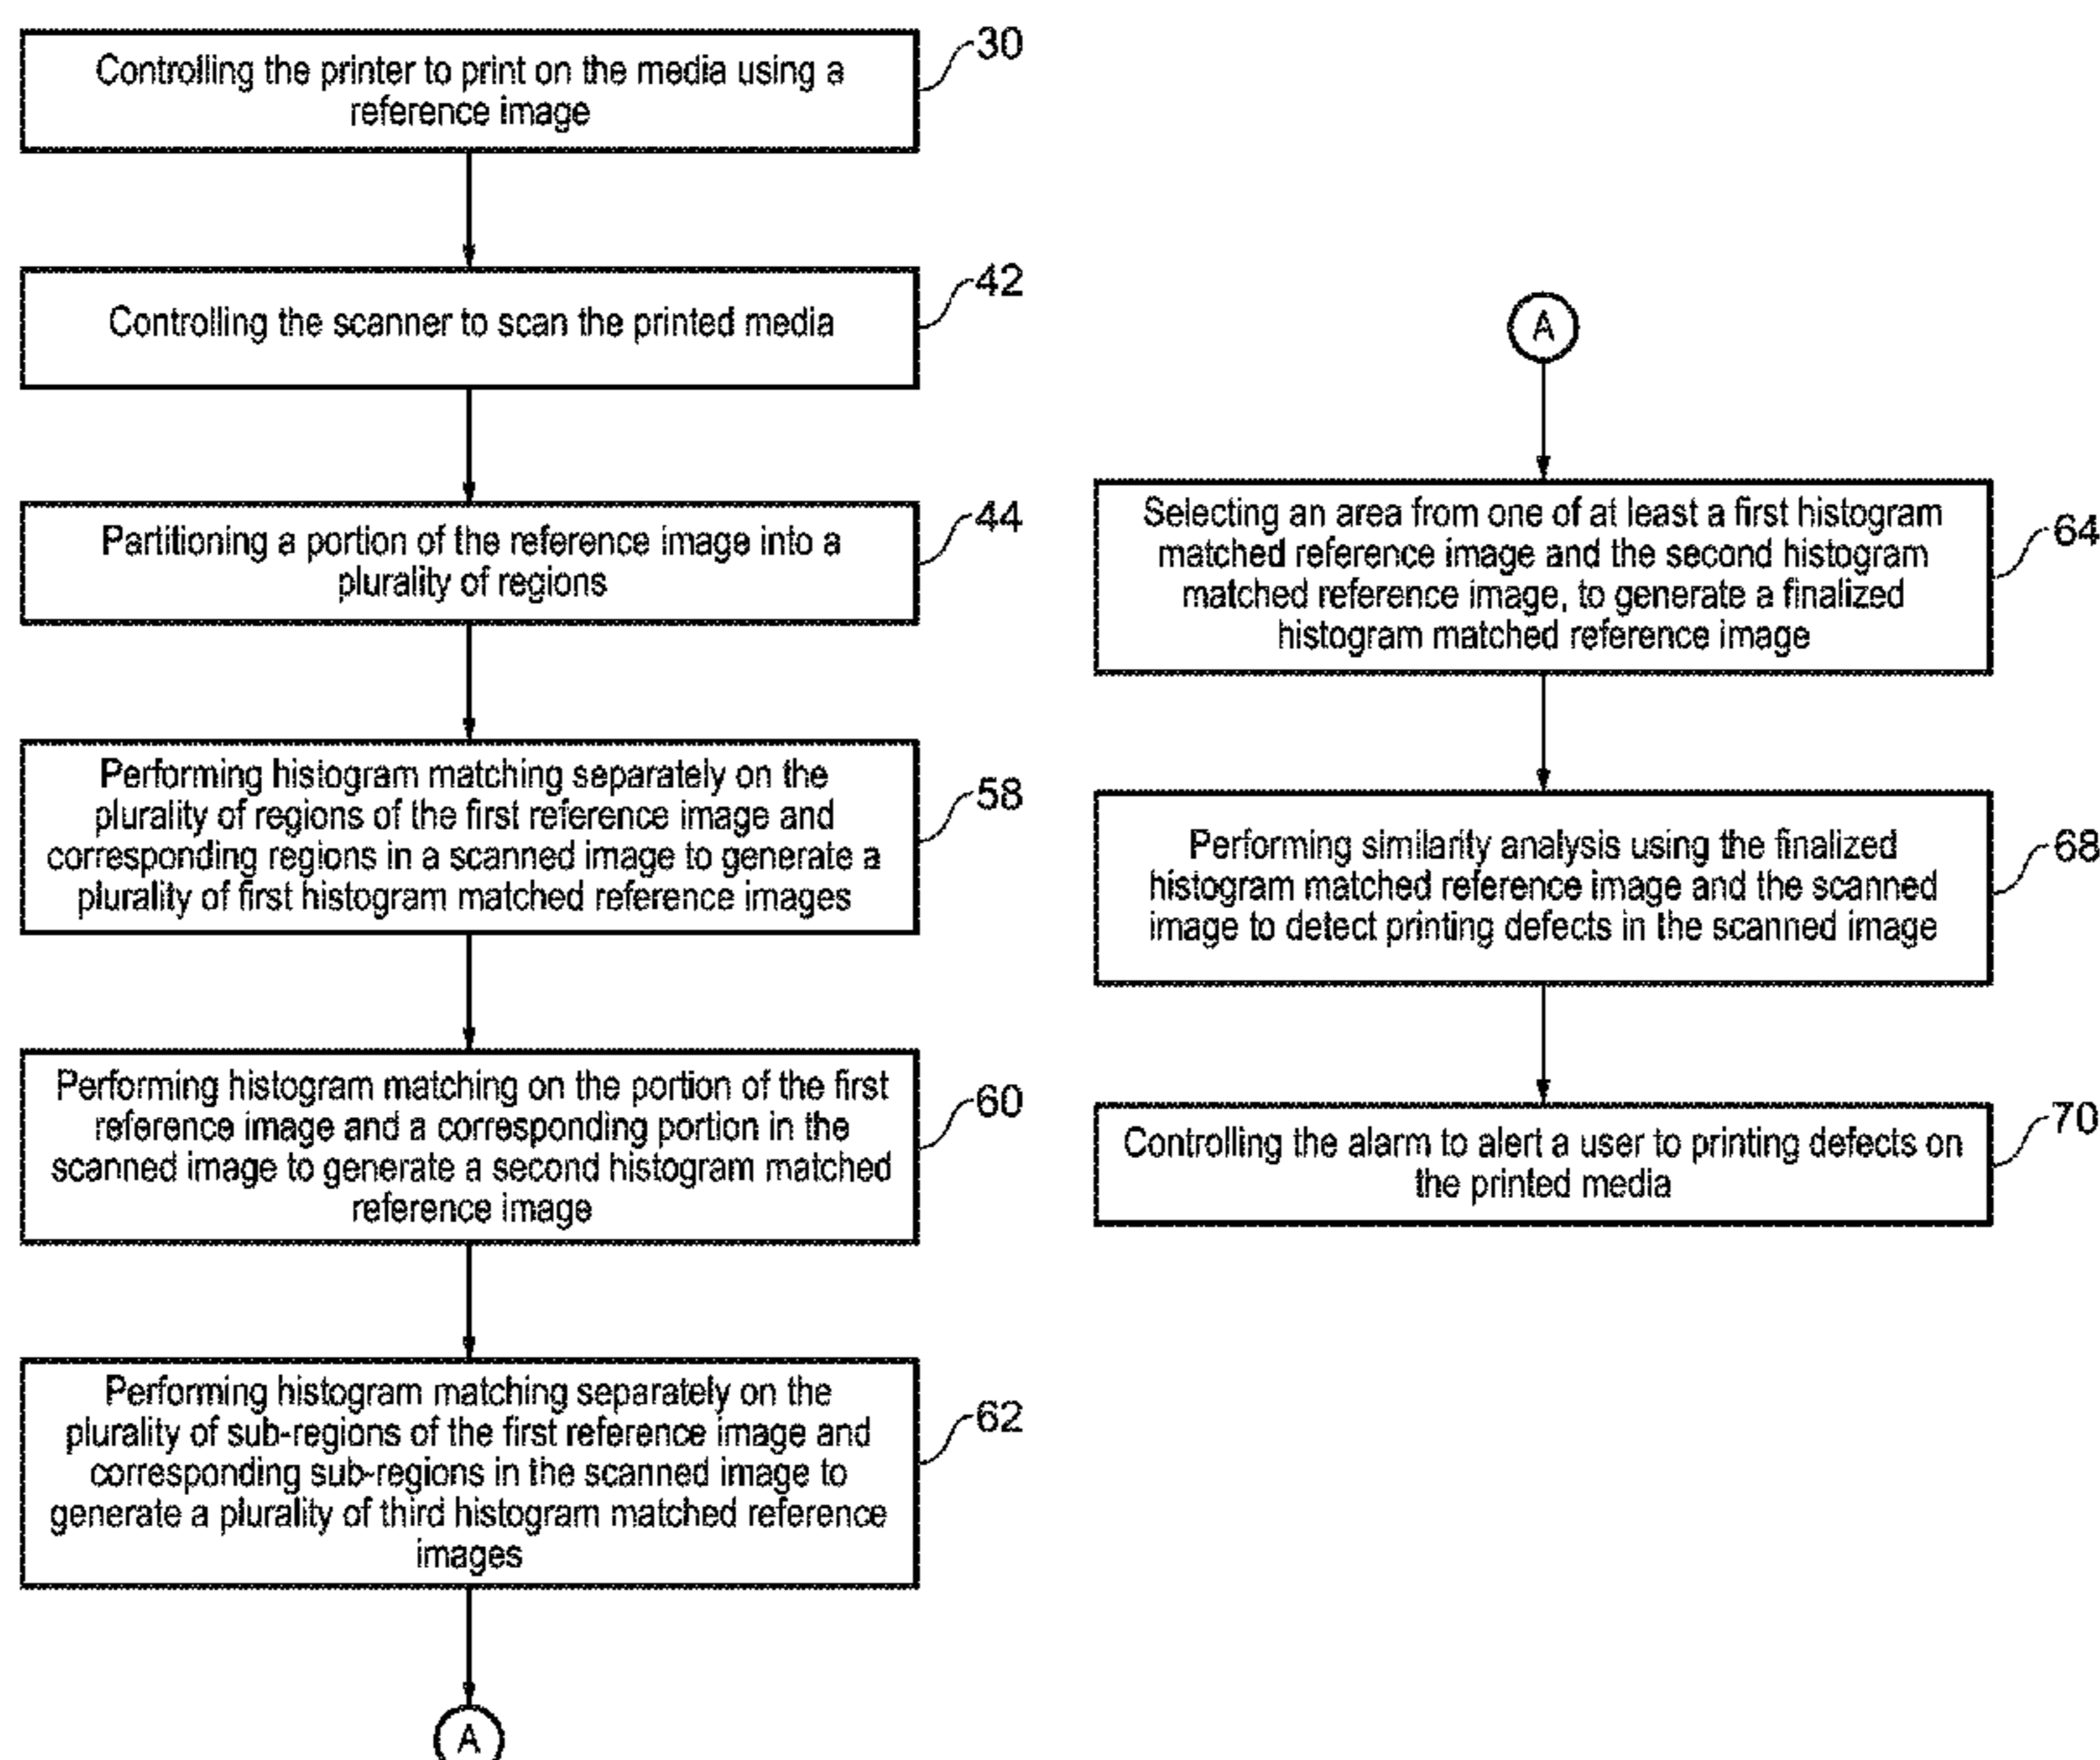 Controlling the printer to print on the media using a
reference image
30
Controlling the scanner to scan the printed media
42
Partitioning a portion of the reference image into a
plurality of regions
44
Performing histogram matching separately on the
plurality of regions of the first reference image and
corresponding regions in a scanned image to generate a
plurality of first histogram matched reference images
58
Performing histogram matching on the portion of the first
reference image and a corresponding portion in the
scanned image to generate a second histogram matched
reference image
60
Performing histogram matching separately on the
plurality of sub-regions of the first reference image and
corresponding sub-regions in the scanned image to
generate a plurality of third histogram matched reference
images
62
A
A
Selecting an area from one of at least a first histogram
matched reference image and the second histogram
matched reference image, to generate a finalized
histogram matched reference image
64
Performing similarity analysis using the finalized
histogram matched reference image and the scanned
image to detect printing defects in the scanned image
68
Controlling the alarm to alert a user to printing defects on
the printed media
70